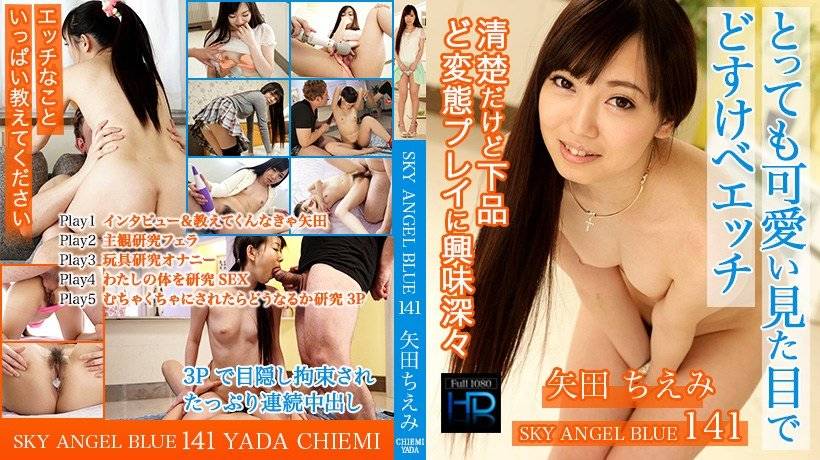 エッチなこと
いっぱい教えてください
Play1 インタビュー&教えてくんなきゃ矢田
Play2 主観研究フェラ
Play3 玩具研究オナニー
Play4 わたしの体を研究 SEX
Play5 むちゃくちゃにされたらどうなるか研究 3P
3P で目隠し拘束され
たっぷり連続中出し
SKY ANGEL BLUE 141 YADA CHIEMI
SKY ANGEL BLUE 141 矢田ちえみ
CHIEMI
YADA
とっても可愛い見た目で
どすけべエッチ
清楚だけど下品
ど変態プレイに興味深々
Full 1080
HD
矢田 ちえみ
SKY ANGEL BLUE 141